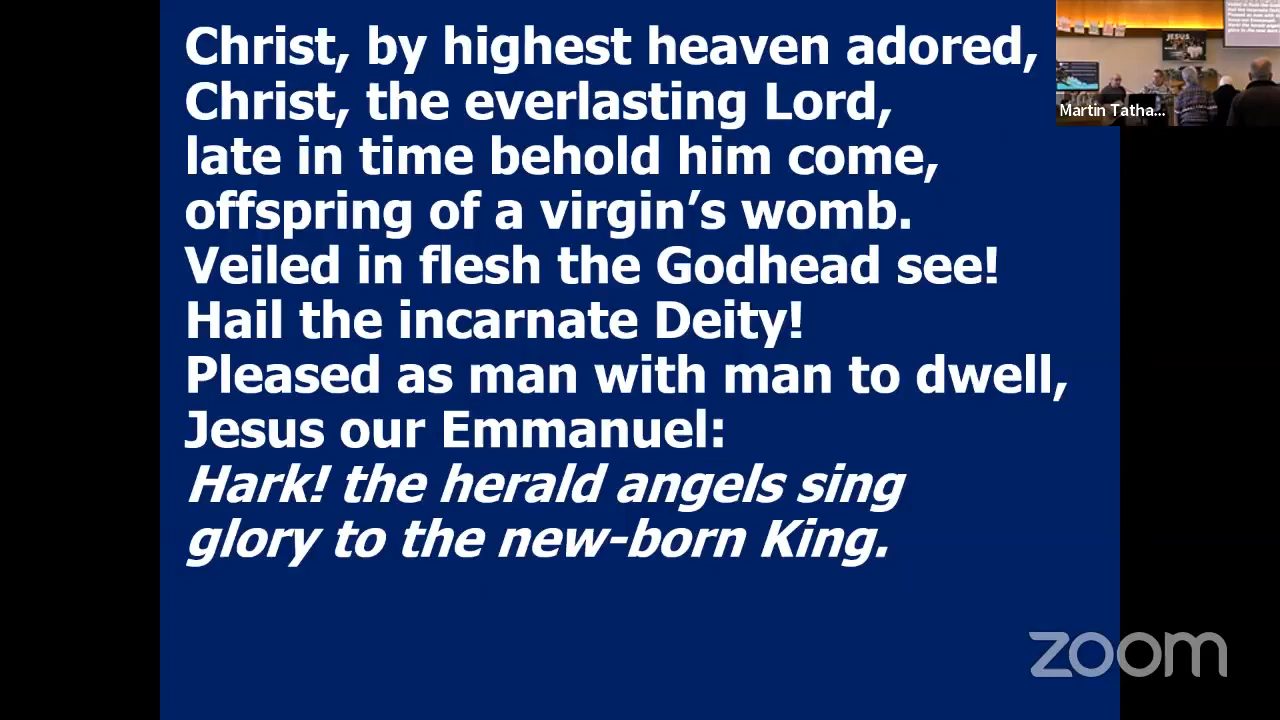 Christ, by highest heaven adored,
Christ, the everlasting Lord,
late in time behold him come,
offspring of a virgin’s womb.
Veiled in flesh the Godhead see!
Hail the incarnate Deity!
Pleased as man with man to dwell,
Jesus our Emmanuel:
Hark! the herald angels sing
glory to the new-born King.
JESUS
Martin Tatha...
zoom